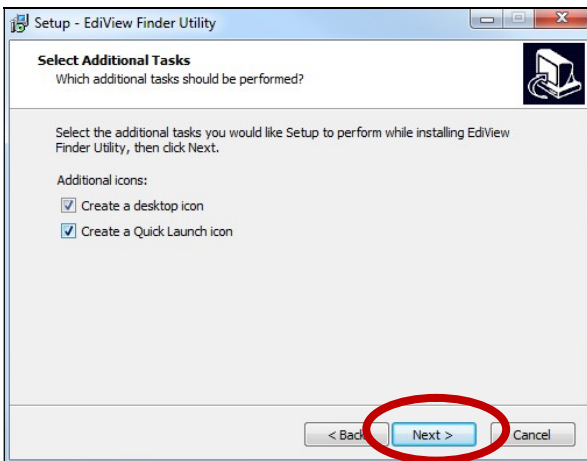 Setup - EdiView Finder Utility
Select Additional Tasks
Which additional tasks should be performed?
Select the additional tasks you would like Setup to perform while installing EdiView
Finder Utility, then click Next.
Additional icons:
Create a desktop icon
Create a Quick Launch icon
< Back Next > Cancel